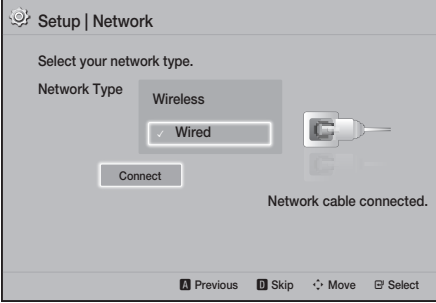 Setup | Network
Select your network type.
Network Type
Wireless
✓ Wired
Connect
Network cable connected.
A Previous D Skip Move Select